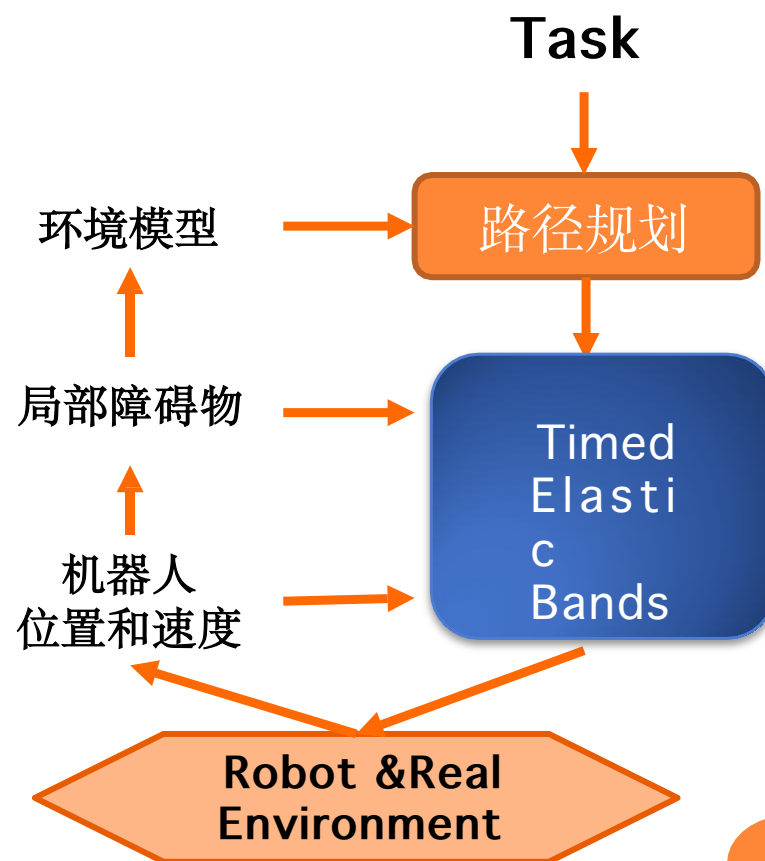 Task
环境模型
路径规划
局部障碍物
Timed
Elasti
c
Bands
机器人
位置和速度
Robot &Real
Environment